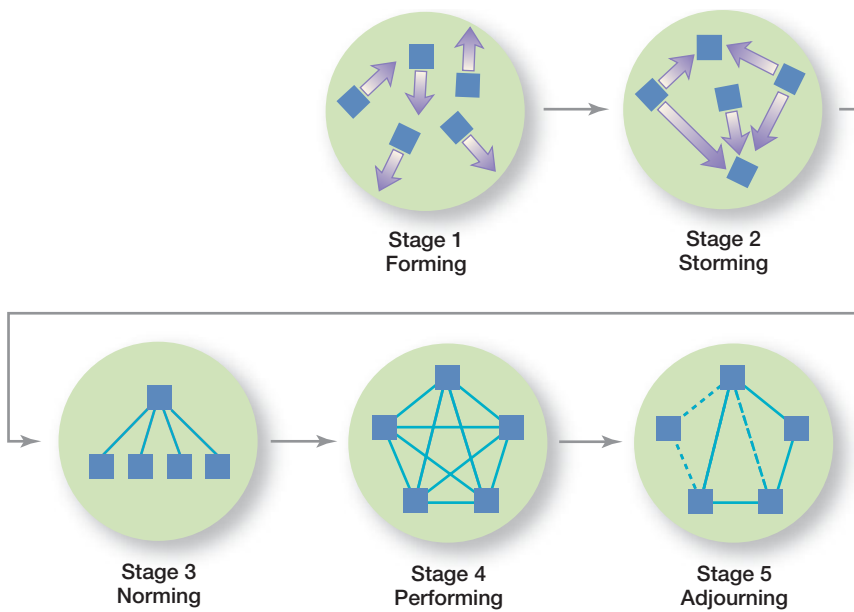 Stage 1
Forming
Stage 2
Storming
Stage 3
Norming
Stage 4
Performing
Stage 5
Adjourning